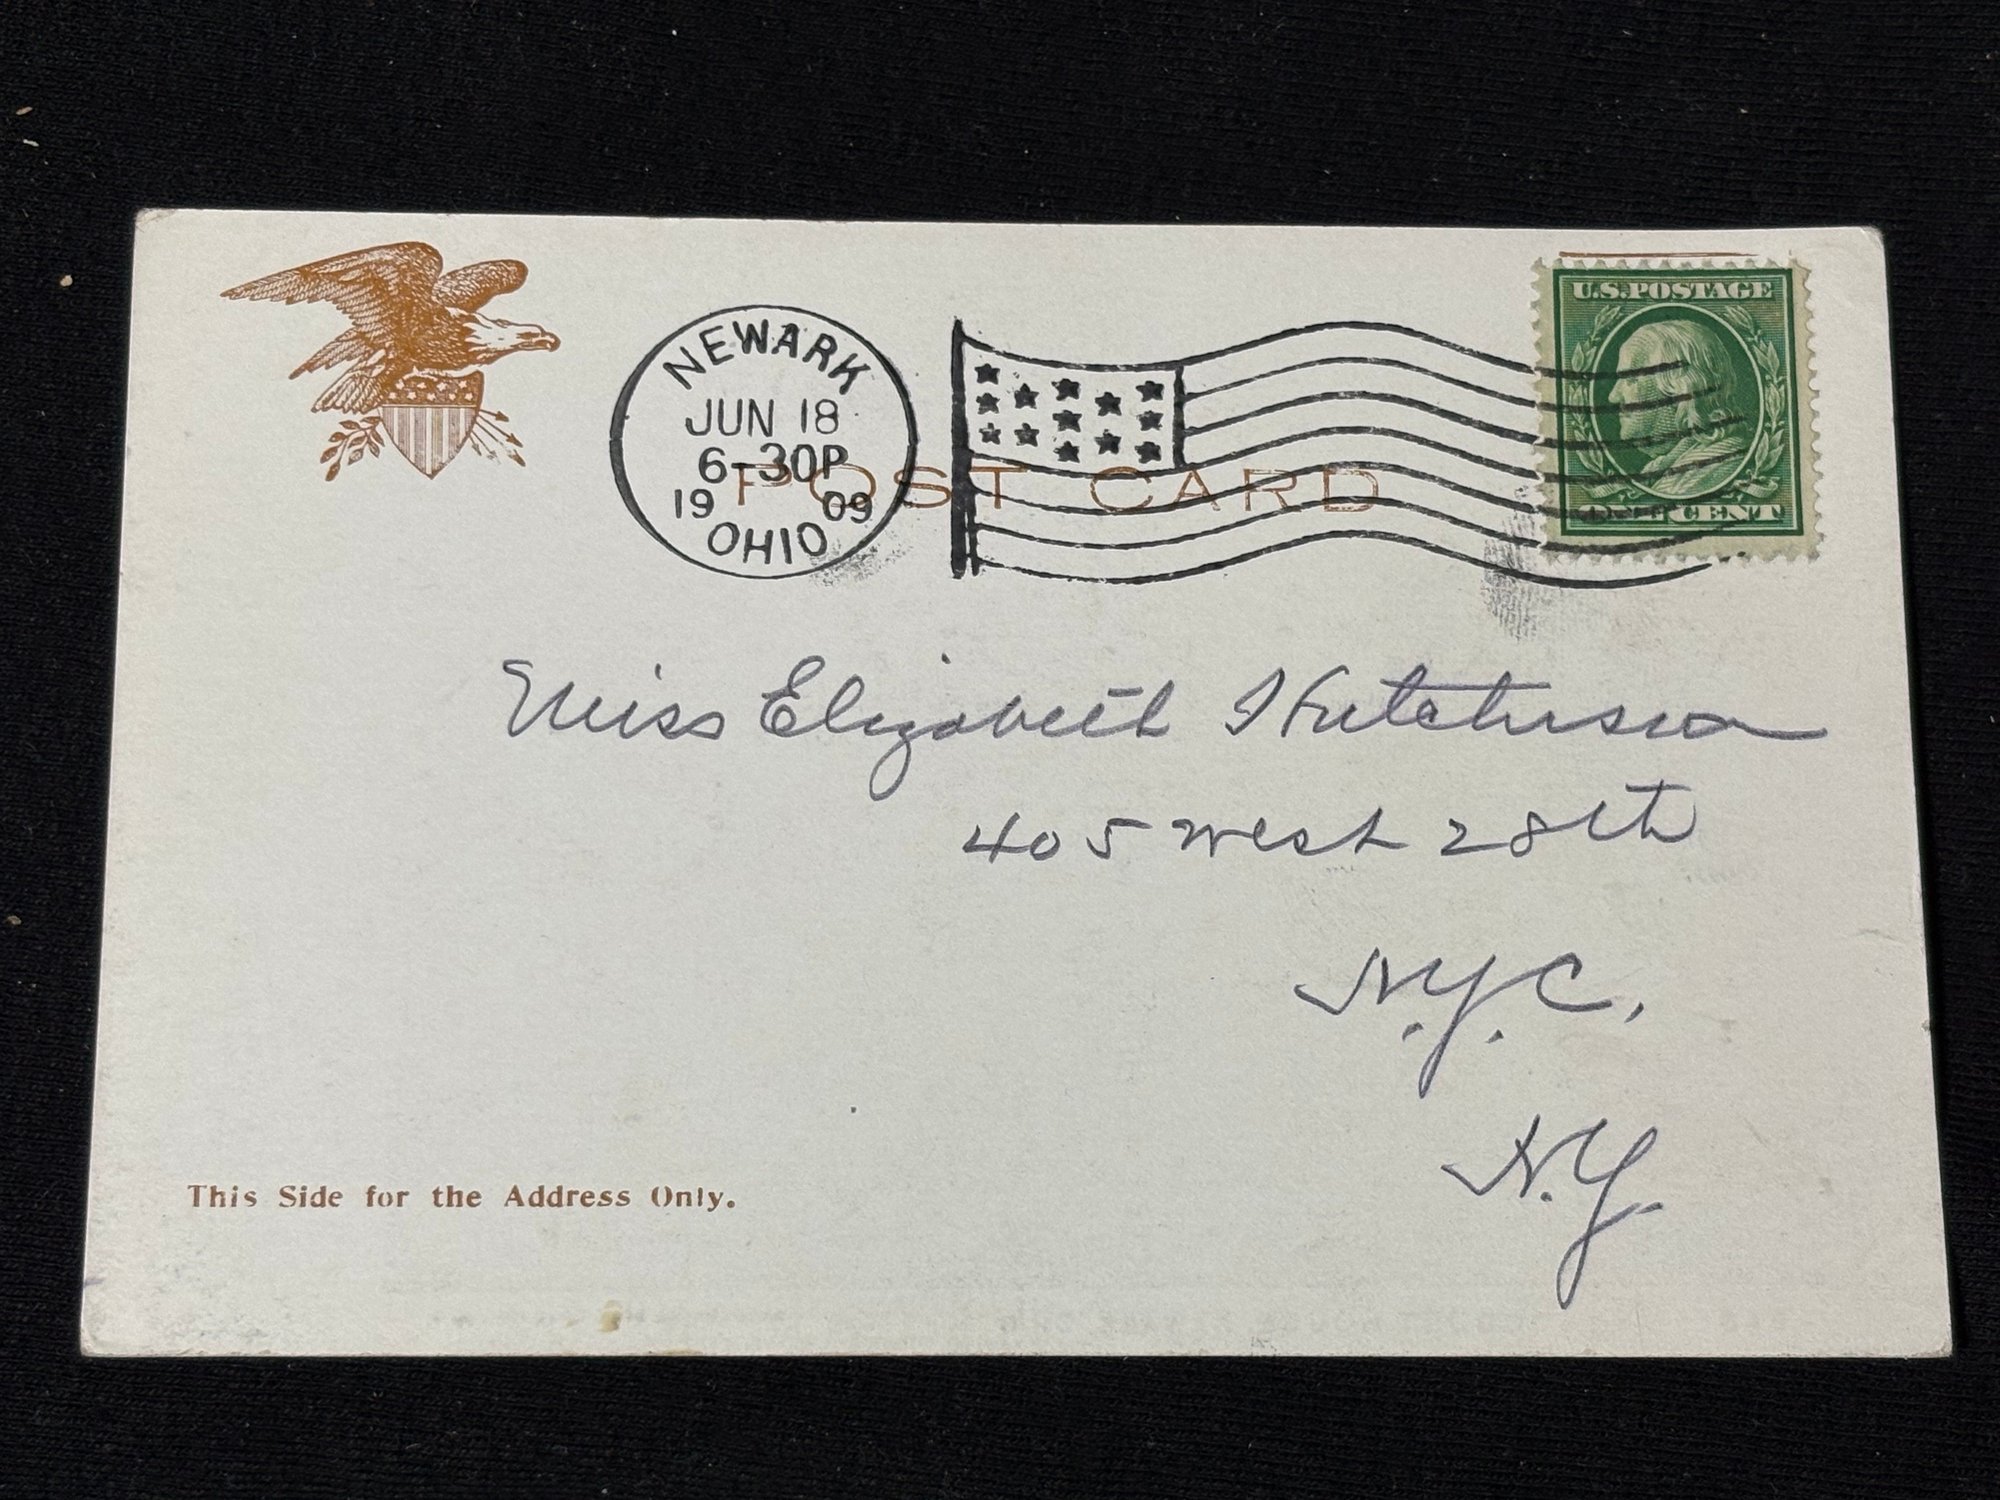 NEWARK
JUN 18
6-30P
19 09
OHIO
POST CARD
U.S.POSTAGE
CENT
Miss Elizabeth Hutchison
405 West 28th
N.Y.C.
N.Y.
This Side for the Address Only.